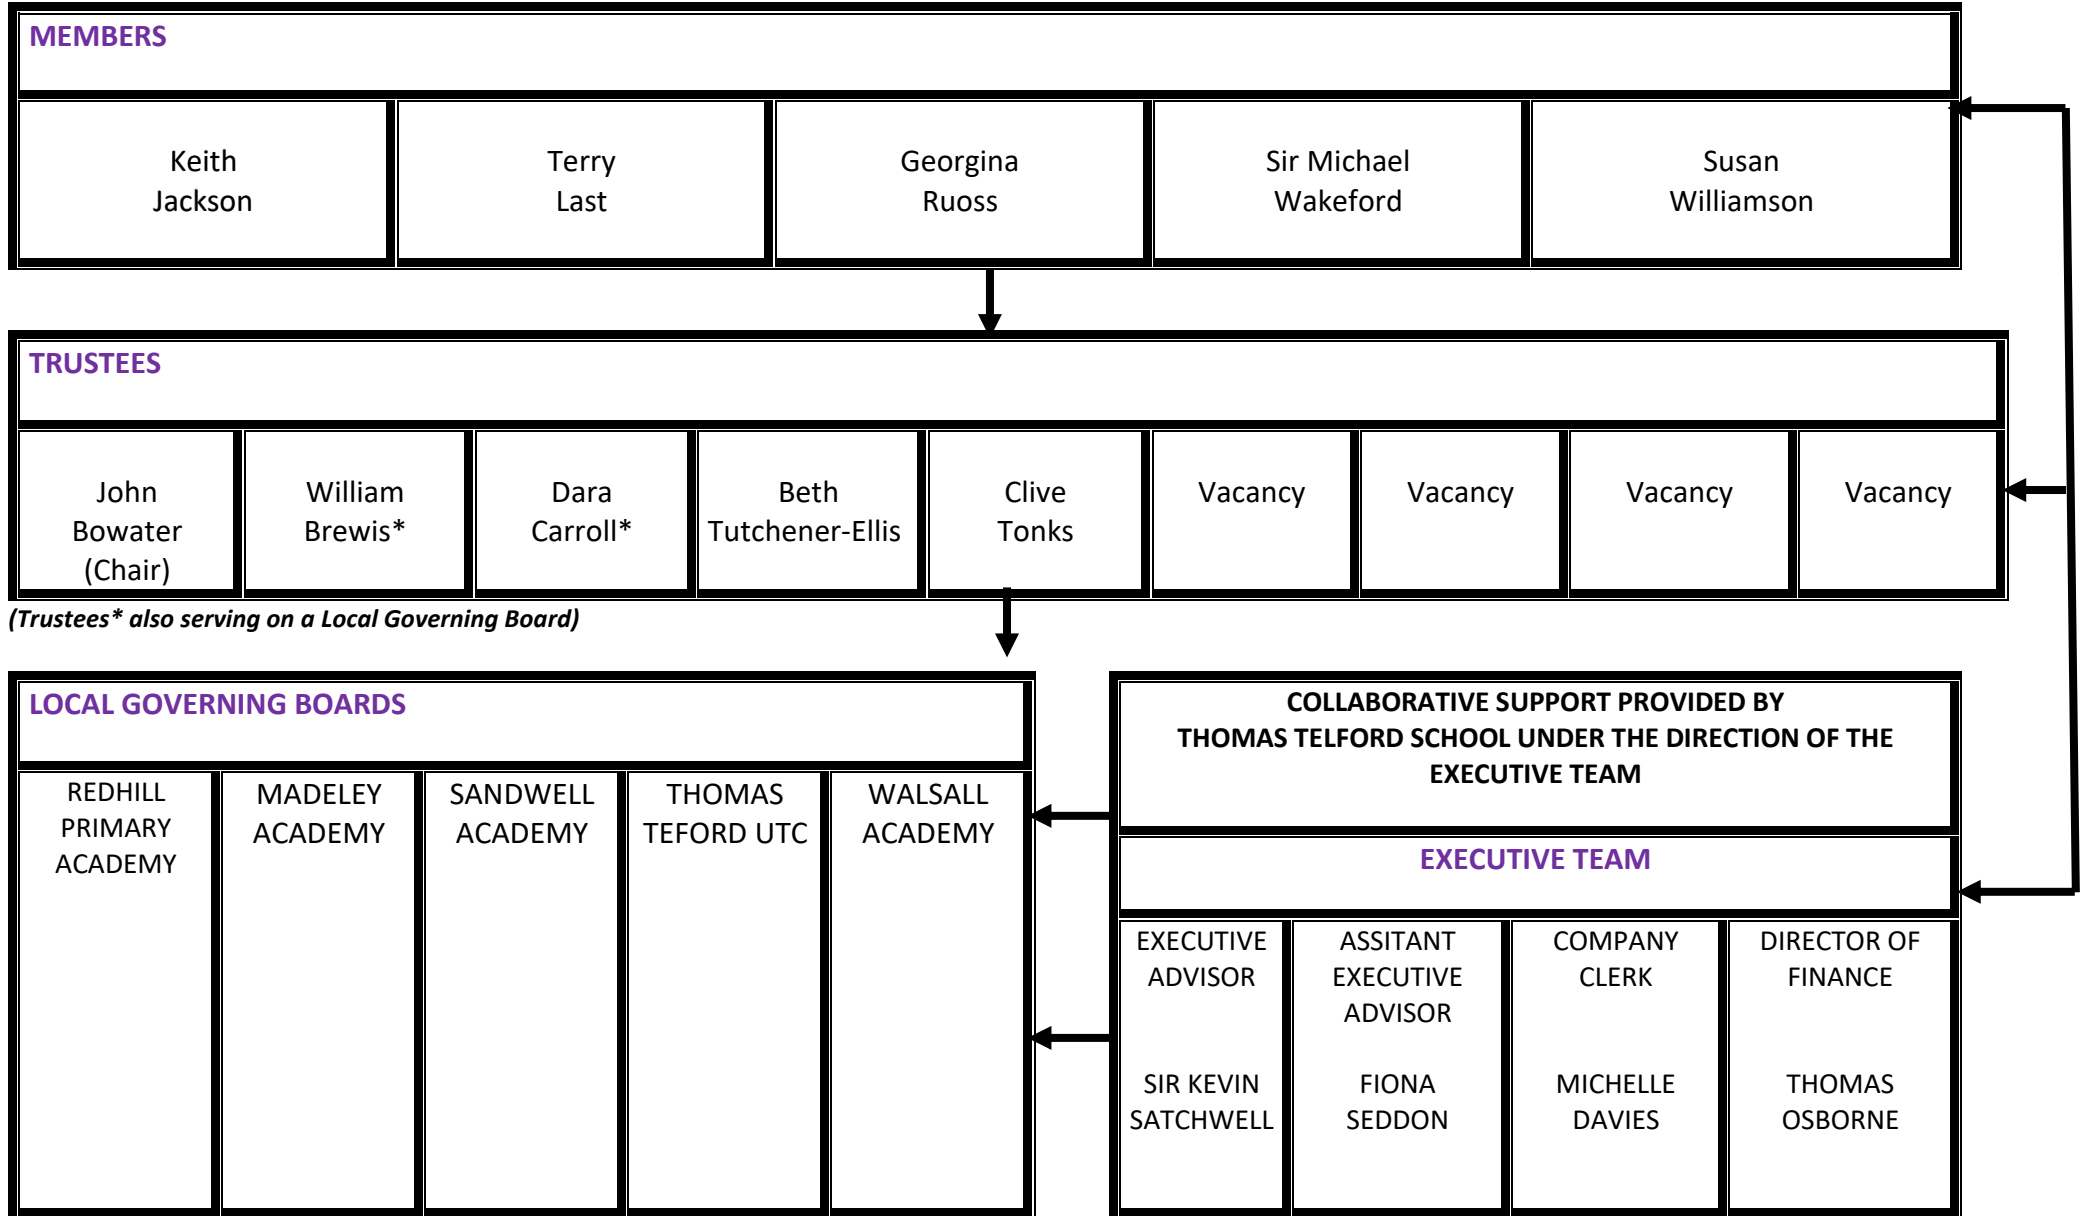 MEMBERS
Keith
Jackson
Terry
Last
Georgina
Ruoss
Sir Michael
Wakeford
Susan
Williamson
TRUSTEES
John
Bowater
(Chair)
William
Brewis*
Dara
Carroll*
Beth
Tutchener-Ellis
Clive
Tonks
Vacancy
Vacancy
Vacancy
Vacancy
(Trustees* also serving on a Local Governing Board)
LOCAL GOVERNING BOARDS
REDHILL
PRIMARY
ACADEMY
MADELEY
ACADEMY
SANDWELL
ACADEMY
THOMAS
TEFORD UTC
WALSALL
ACADEMY
COLLABORATIVE SUPPORT PROVIDED BY
THOMAS TELFORD SCHOOL UNDER THE DIRECTION OF THE
EXECUTIVE TEAM
EXECUTIVE TEAM
EXECUTIVE
ADVISOR
SIR KEVIN
SATCHWELL
ASSITANT
EXECUTIVE
ADVISOR
FIONA
SEDDON
COMPANY
CLERK
MICHELLE
DAVIES
DIRECTOR OF
FINANCE
THOMAS
OSBORNE